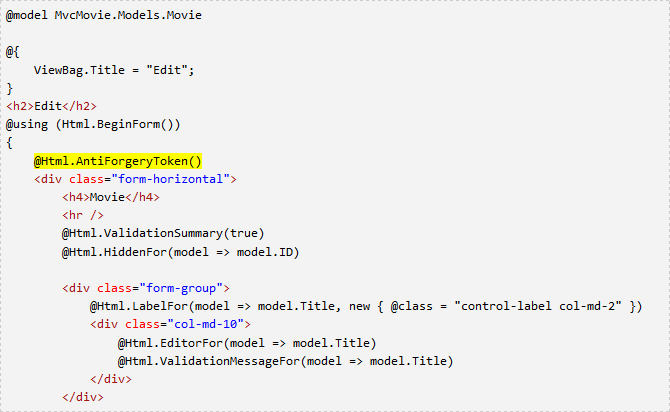 @model MvcMovie.Models.Movie
@{
ViewBag.Title = "Edit";
}
<h2>Edit</h2>
@using (Html.BeginForm())
{
@Html.AntiForgeryToken()
<div class="form-horizontal">
<h4>Movie</h4>
<hr />
@Html.ValidationSummary(true)
@Html.HiddenFor(model => model.ID)
<div class="form-group">
@Html.LabelFor(model => model.Title, new { @class = "control-label col-md-2" })
<div class="col-md-10">
@Html.EditorFor(model => model.Title)
@Html.ValidationMessageFor(model => model.Title)
</div>
</div>